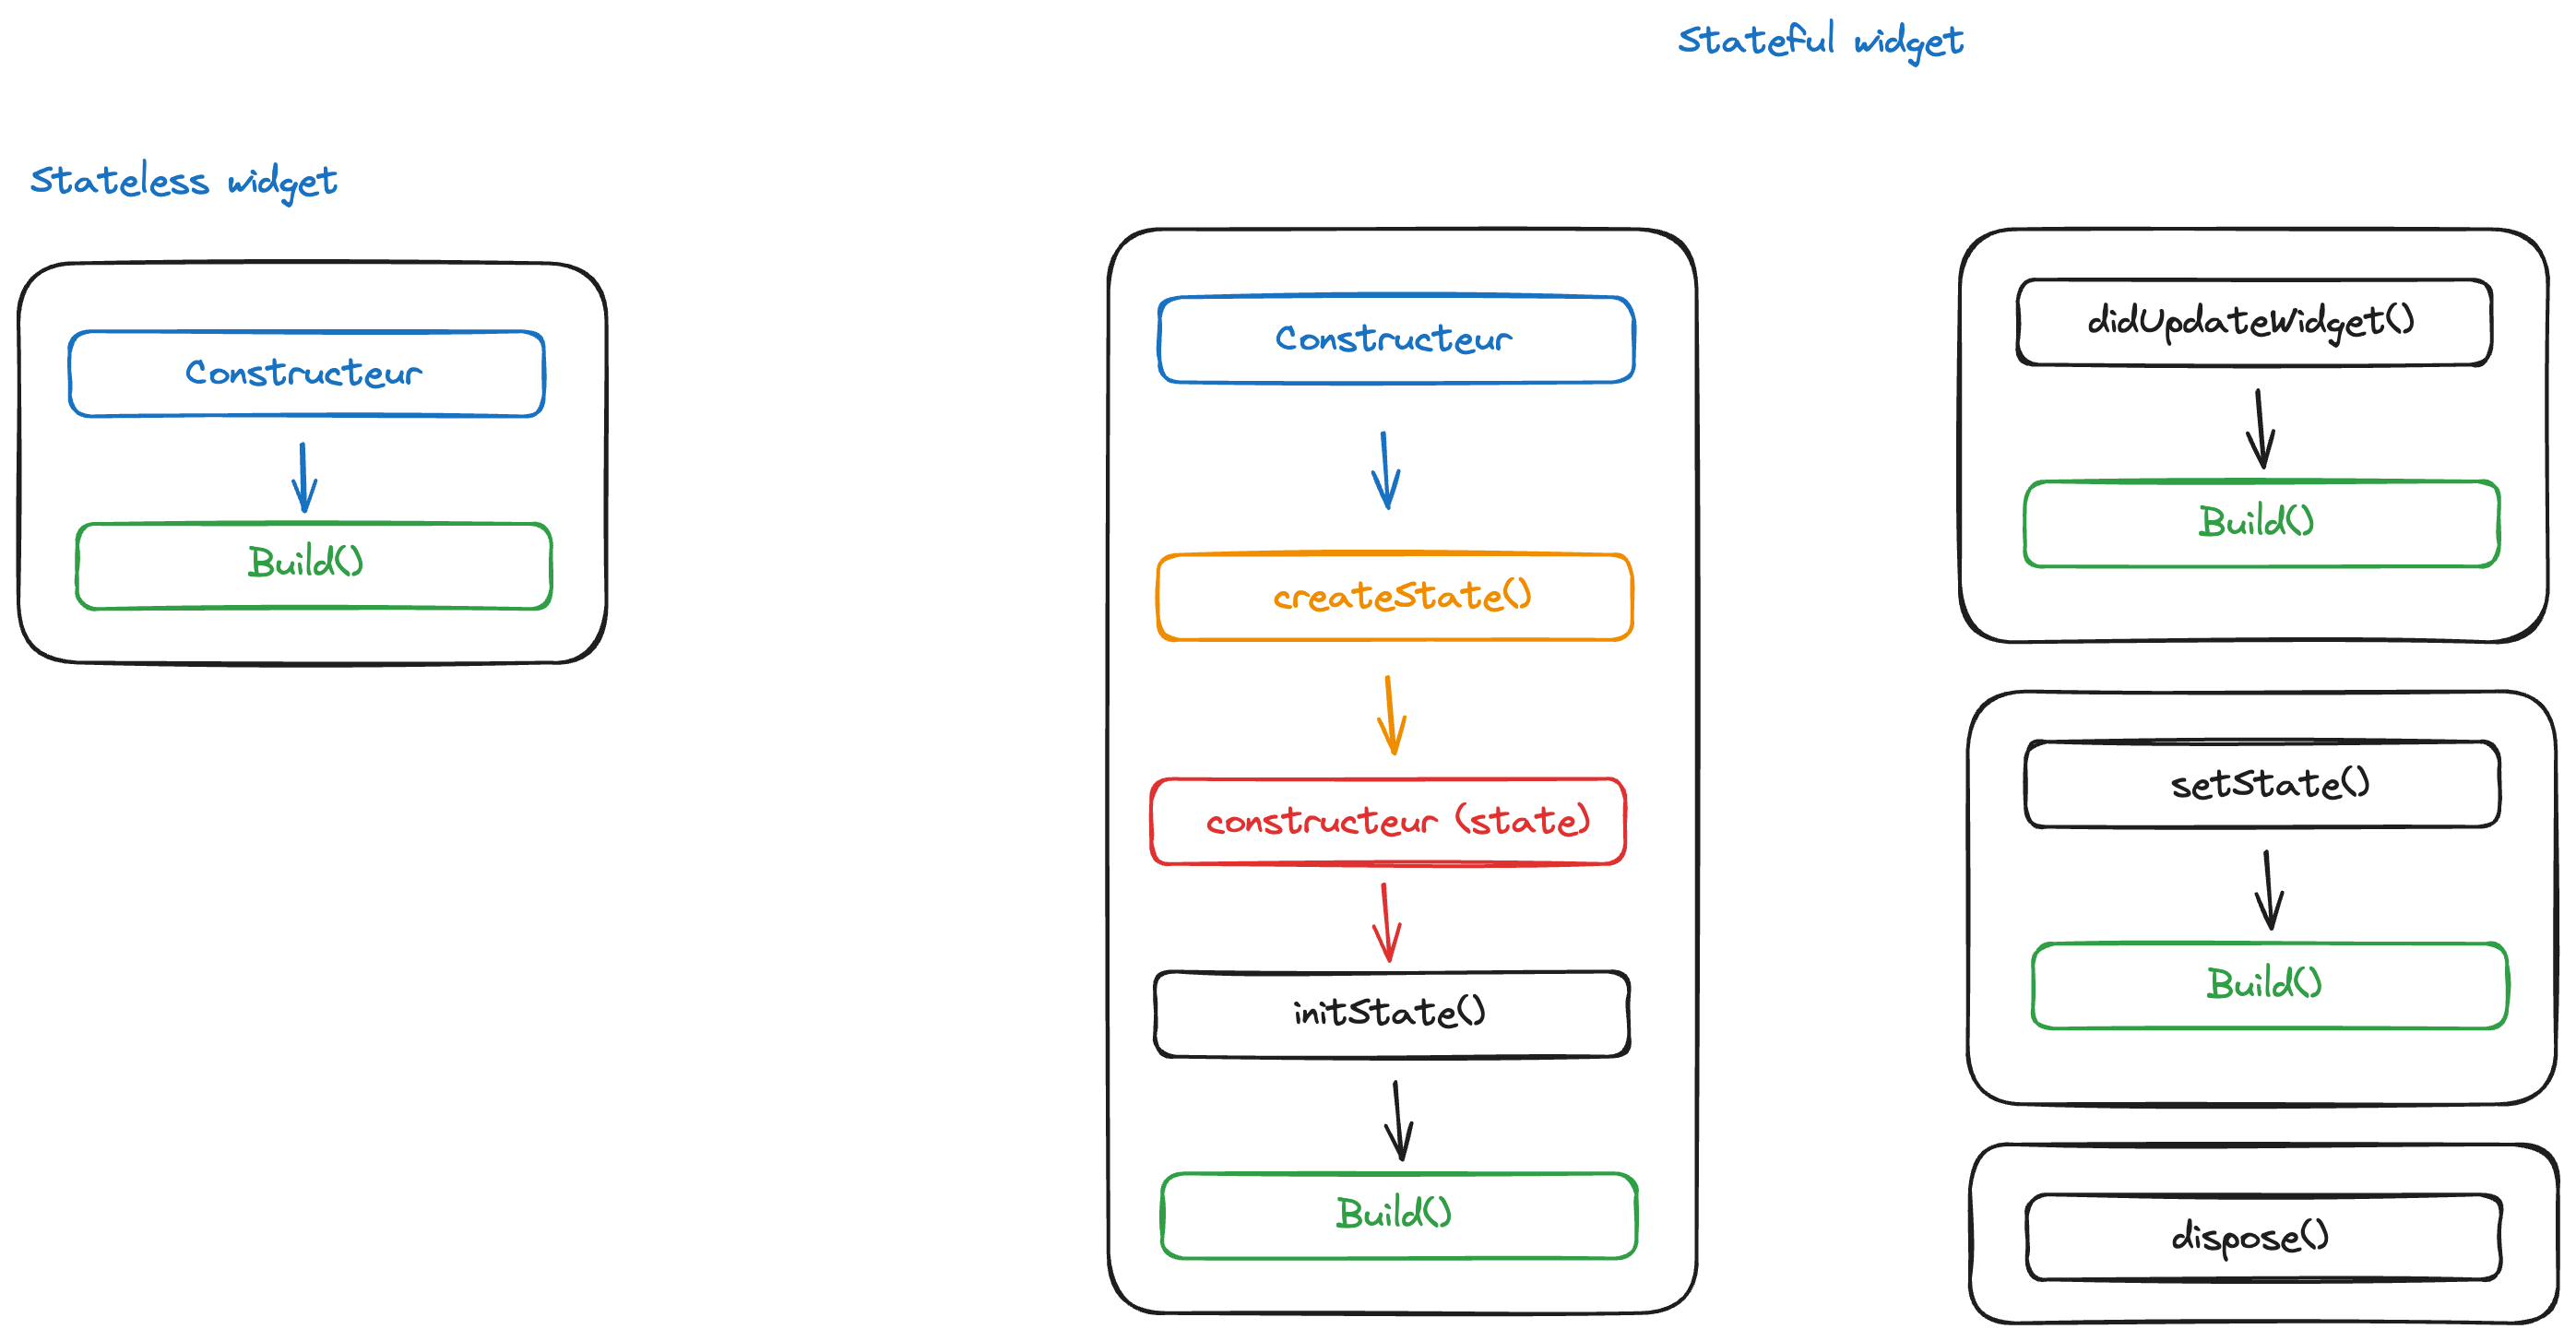 Stateless widget
Constructeur
Build()
Stateful widget
Constructeur
createState()
constructeur (state)
initState()
Build()
didUpdateWidget()
Build()
setState()
Build()
dispose()